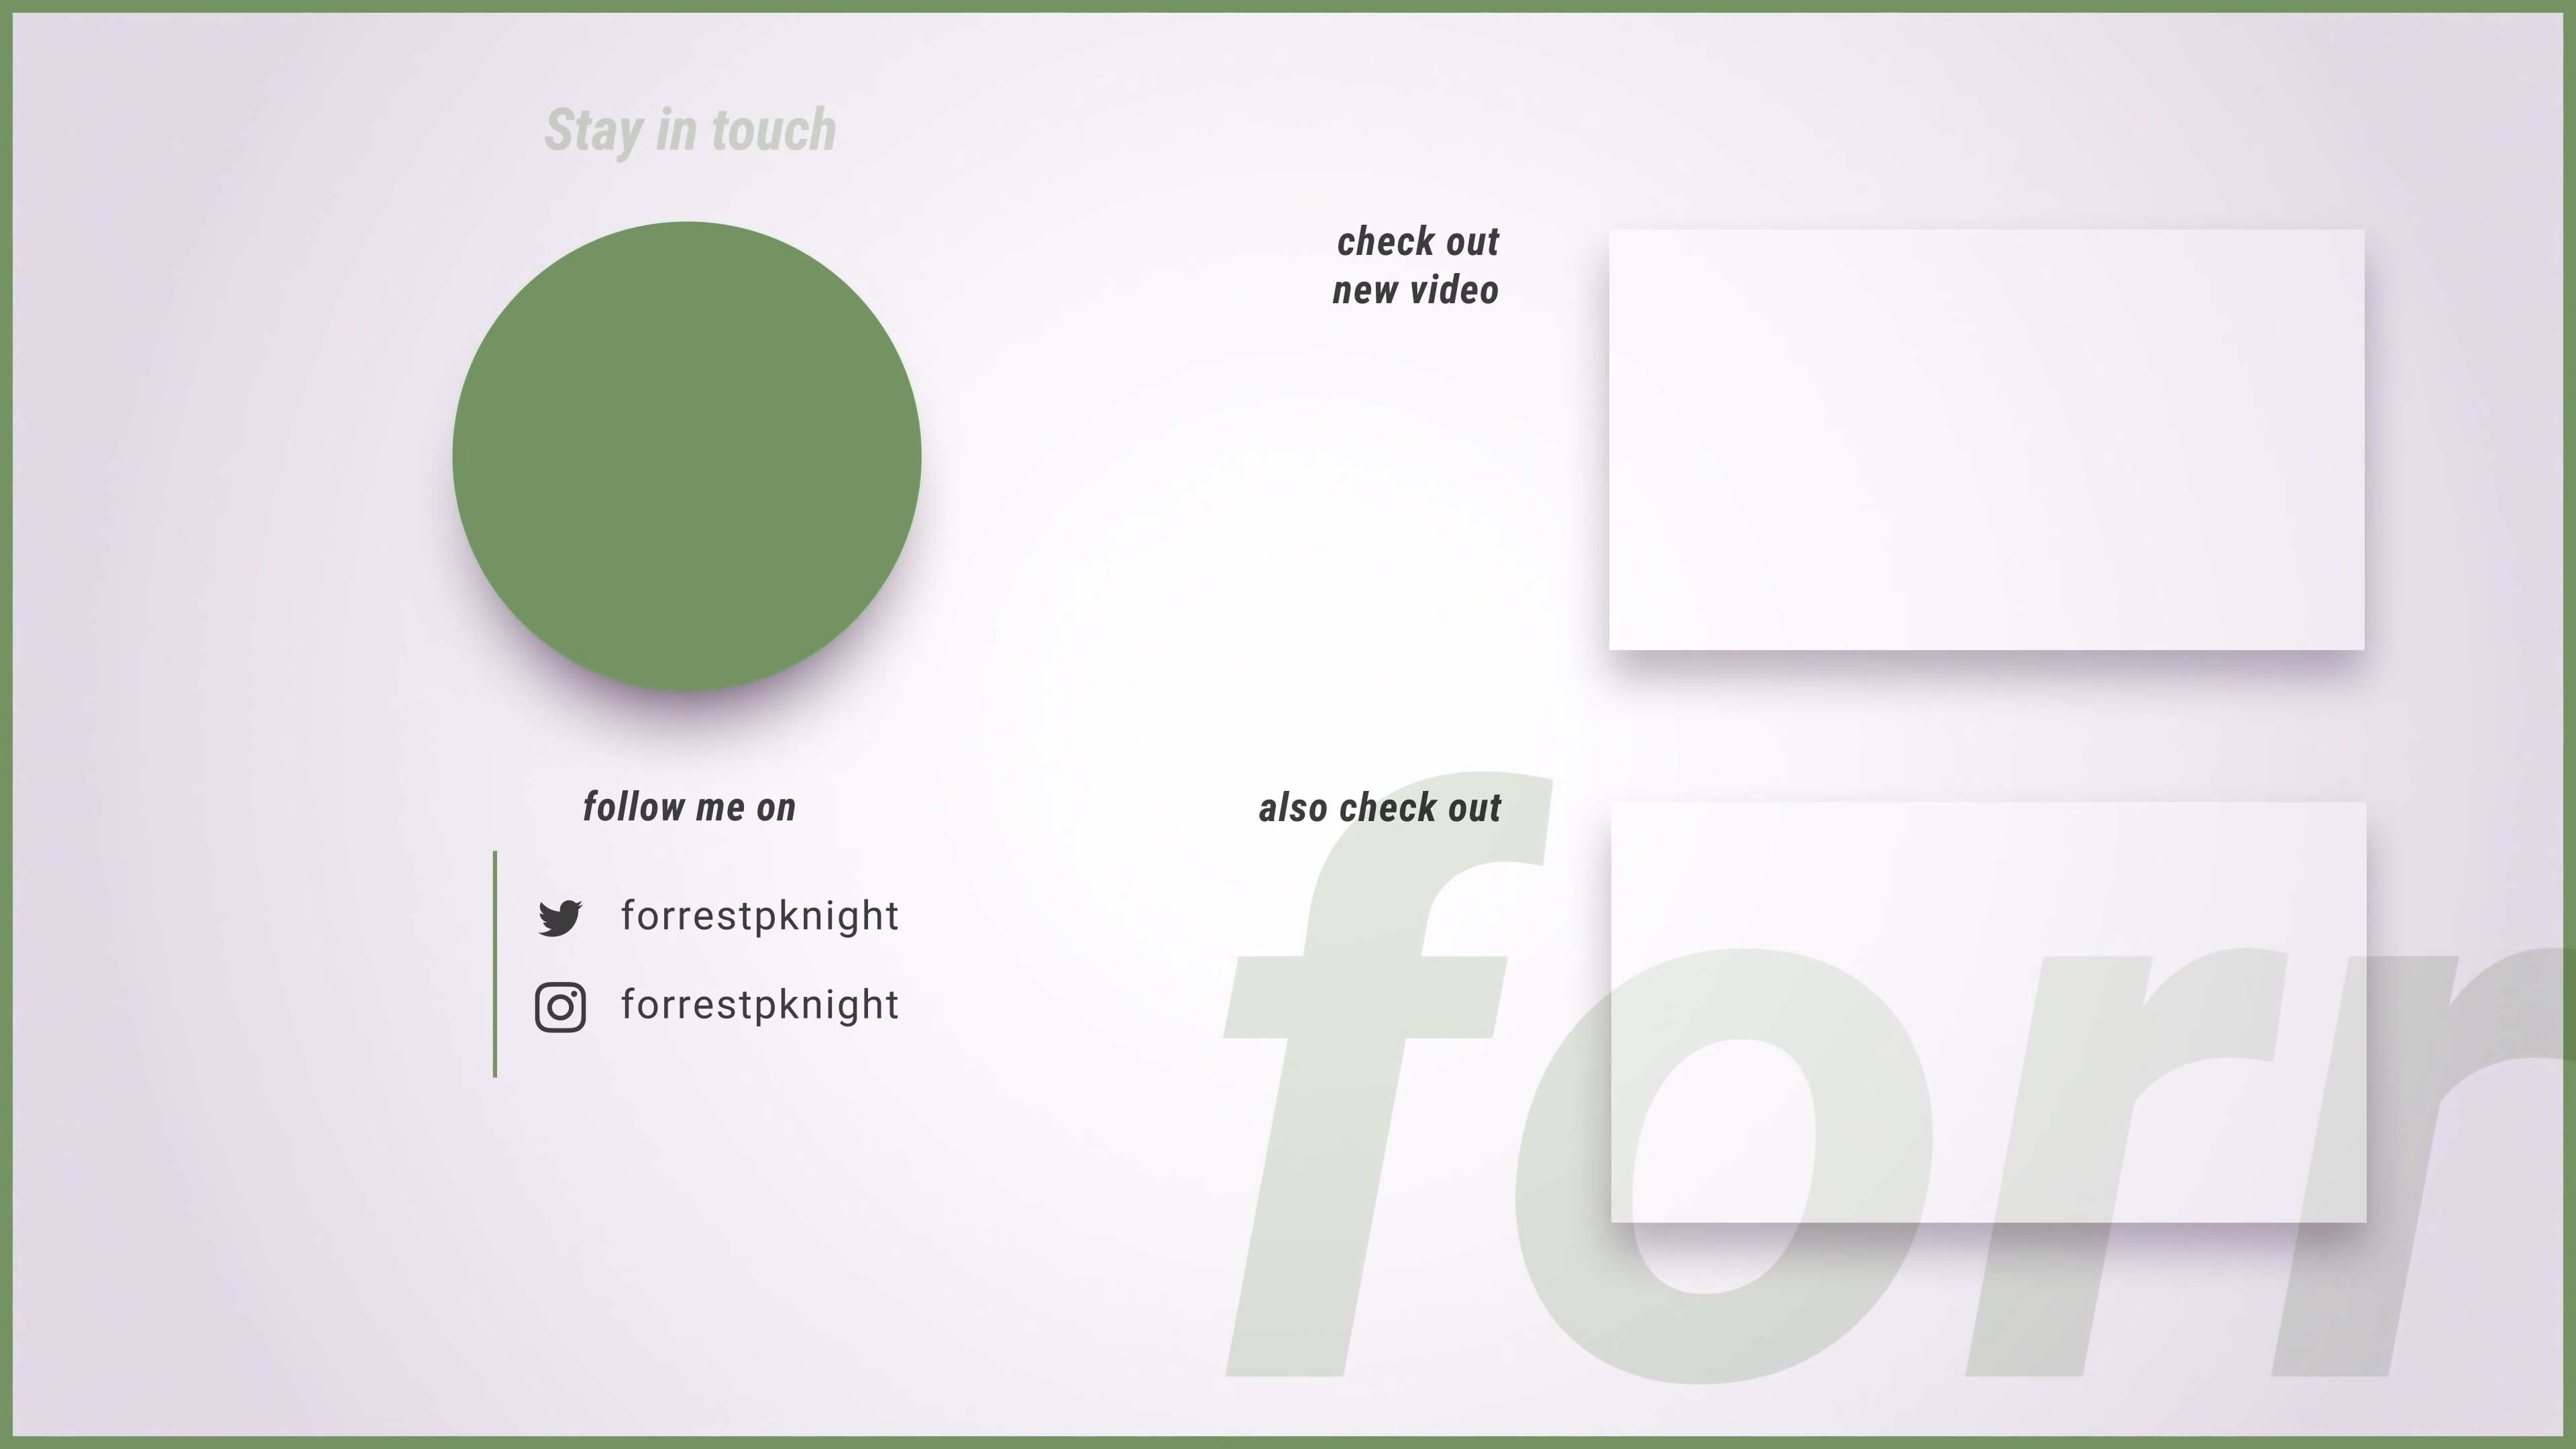 Stay in touch
check out
new video
follow me on
forrestpknight
forrestpknight
also check out
forr